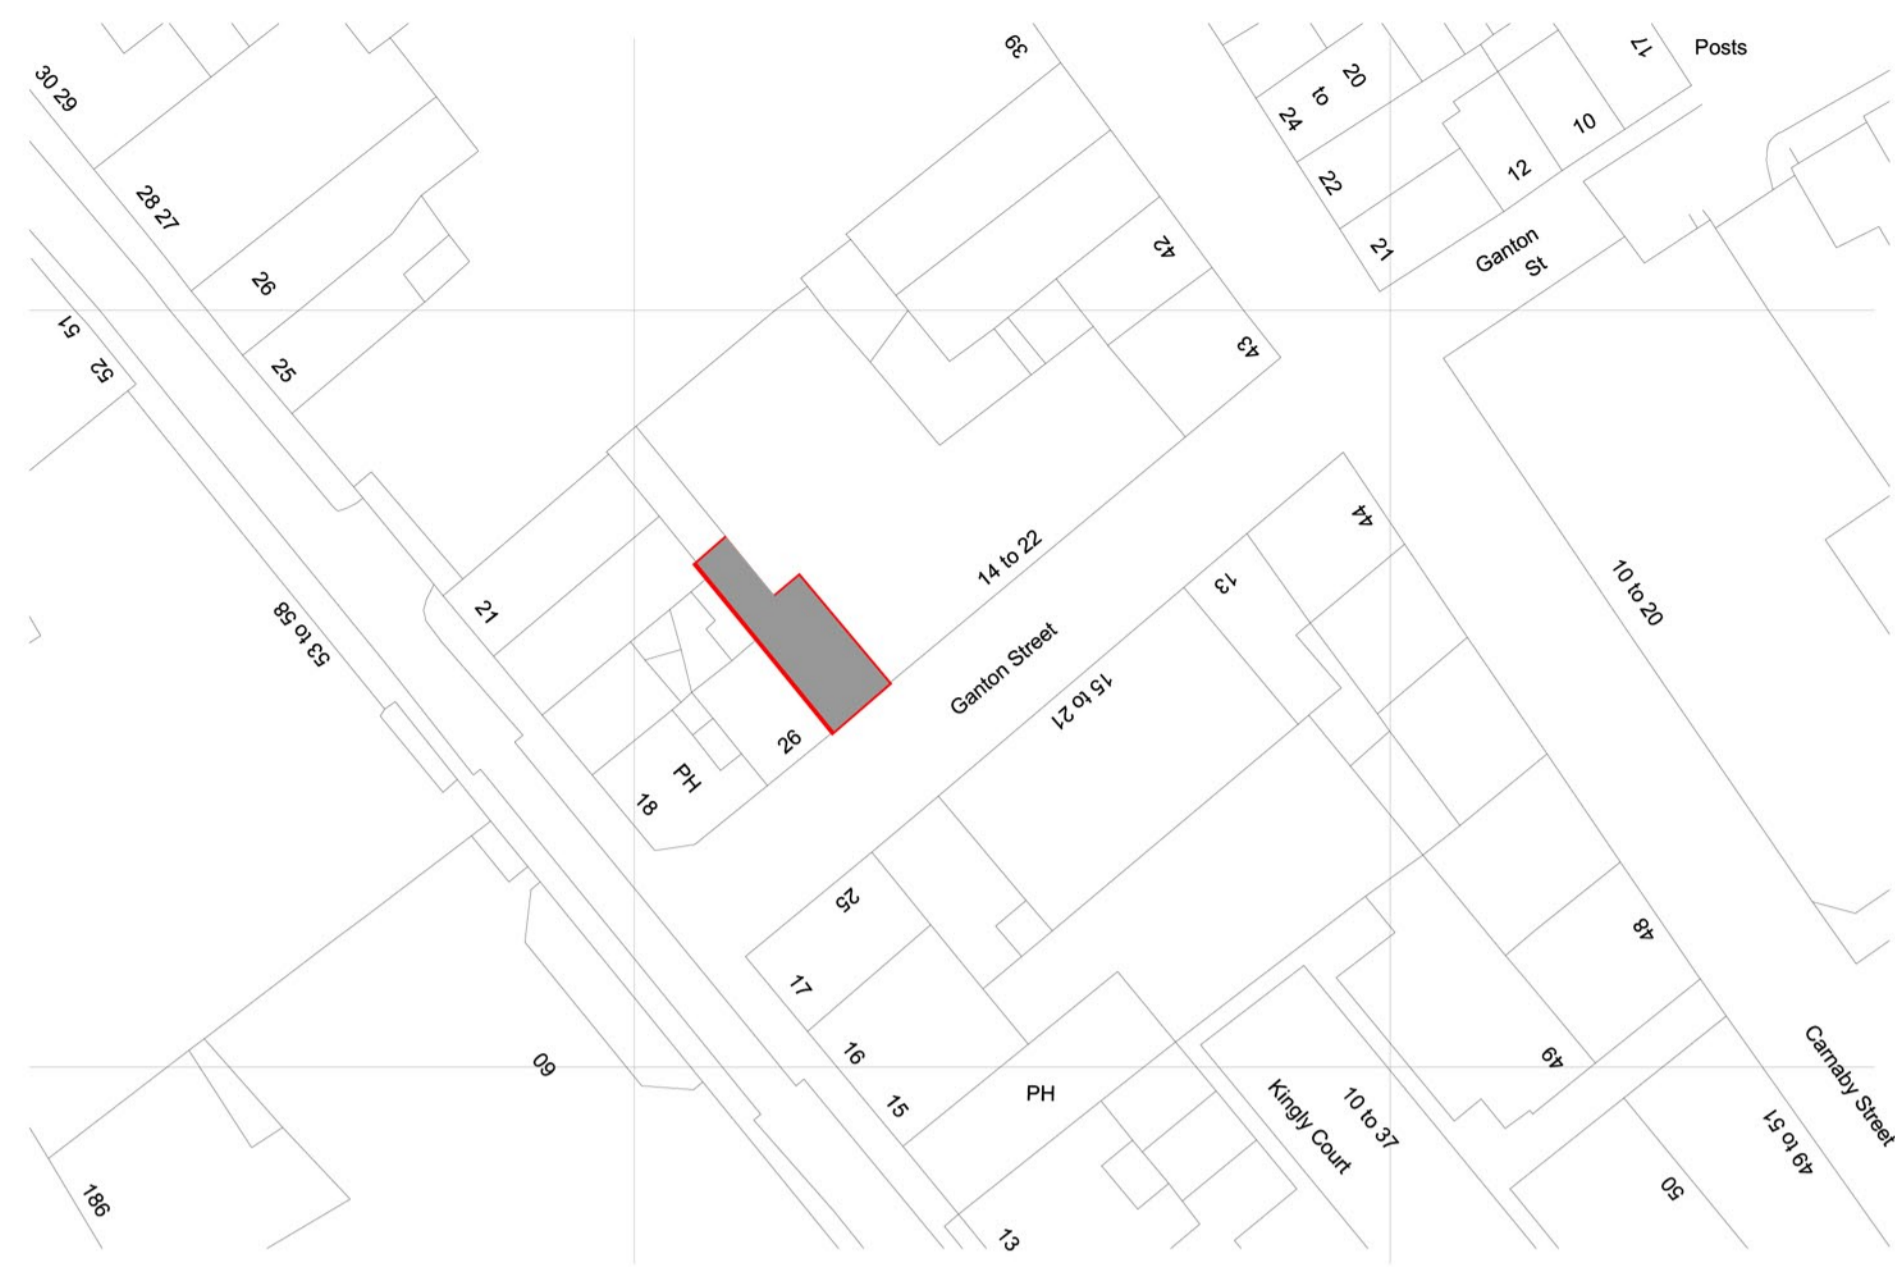 39
17
Posts
30 29
20
to
24
10
12
22
28 27
42
21
Ganton
St
26
51
43
52
25
44
14 to 22
13
10 to 20
21
53 to 58
Ganton Street
15 to 21
26
PH
18
25
48
17
16
49
60
15
PH
10 to 37
Kingly Court
Carnaby Street
49 to 51
50
186
13